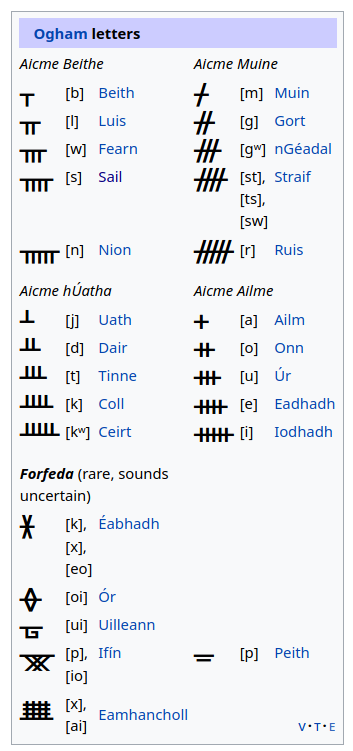 Ogham letters
Aicme Beithe
ᚁ [b] Beith
ᚂ [l] Luis
ᚃ [w] Fearn
ᚄ [s] Sail
ᚅ [n] Nion
Aicme Muine
ᚋ [m] Muin
ᚌ [g] Gort
ᚍ [gʷ] nGéadal
ᚎ [st], Straif
[ts],
[sw]
ᚏ [r] Ruis
Aicme hÚatha
ᚆ [j] Uath
ᚇ [d] Dair
ᚈ [t] Tinne
ᚉ [k] Coll
ᚊ [kʷ] Ceirt
Aicme Ailme
ᚐ [a] Ailm
ᚑ [o] Onn
ᚒ [u] Úr
ᚓ [e] Eadhadh
ᚔ [i] Iodhadh
Forfeda (rare, sounds
uncertain)
ᚕ [k], Éabhadh
[x],
[eo]
ᚖ [oi] Ór
ᚗ [ui] Uilleann
ᚘ [p], Ifín
[io]
ᚚ [p] Peith
ᚙ [x], Eamhancholl
[ai]
V·T·E